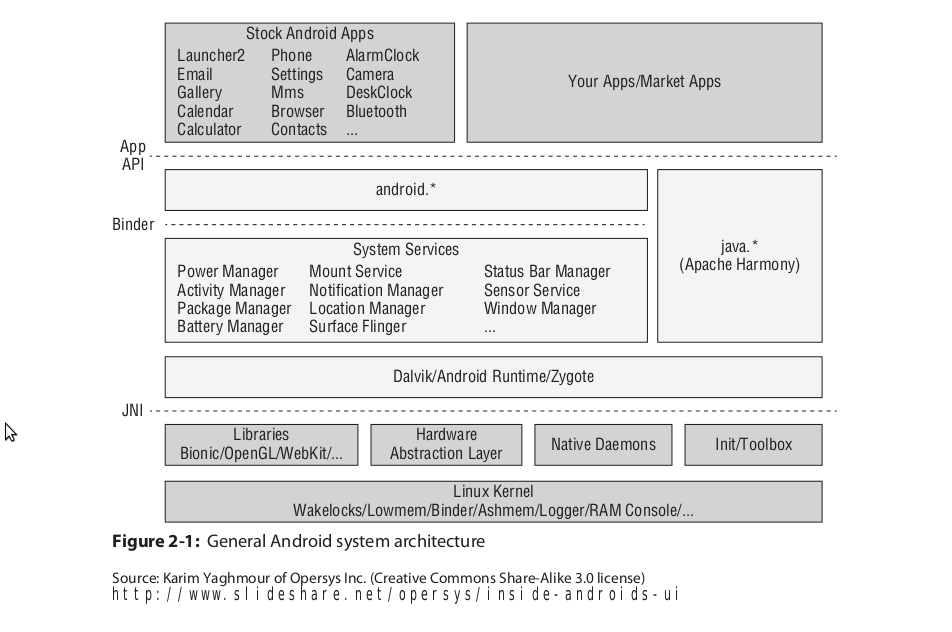 Stock Android Apps
Launcher2 Phone AlarmClock
Email Settings Camera
Gallery Mms DeskClock
Calendar Browser Bluetooth
Calculator Contacts ...
Your Apps/Market Apps
App
API
android.*
Binder
System Services
Power Manager Mount Service Status Bar Manager
Activity Manager Notification Manager Sensor Service
Package Manager Location Manager Window Manager
Battery Manager Surface Flinger ...
java.*
(Apache Harmony)
Dalvik/Android Runtime/Zygote
JNI
Libraries
Bionic/OpenGL/WebKit/...
Hardware
Abstraction Layer
Native Daemons
Init/Toolbox
Linux Kernel
Wakelocks/Lowmem/Binder/Ashmem/Logger/RAM Console/...
Figure 2-1: General Android system architecture
Source: Karim Yaghmour of Opersys Inc. (Creative Commons Share-Alike 3.0 license)
http://www.slideshare.net/opersys/inside-androids-ui